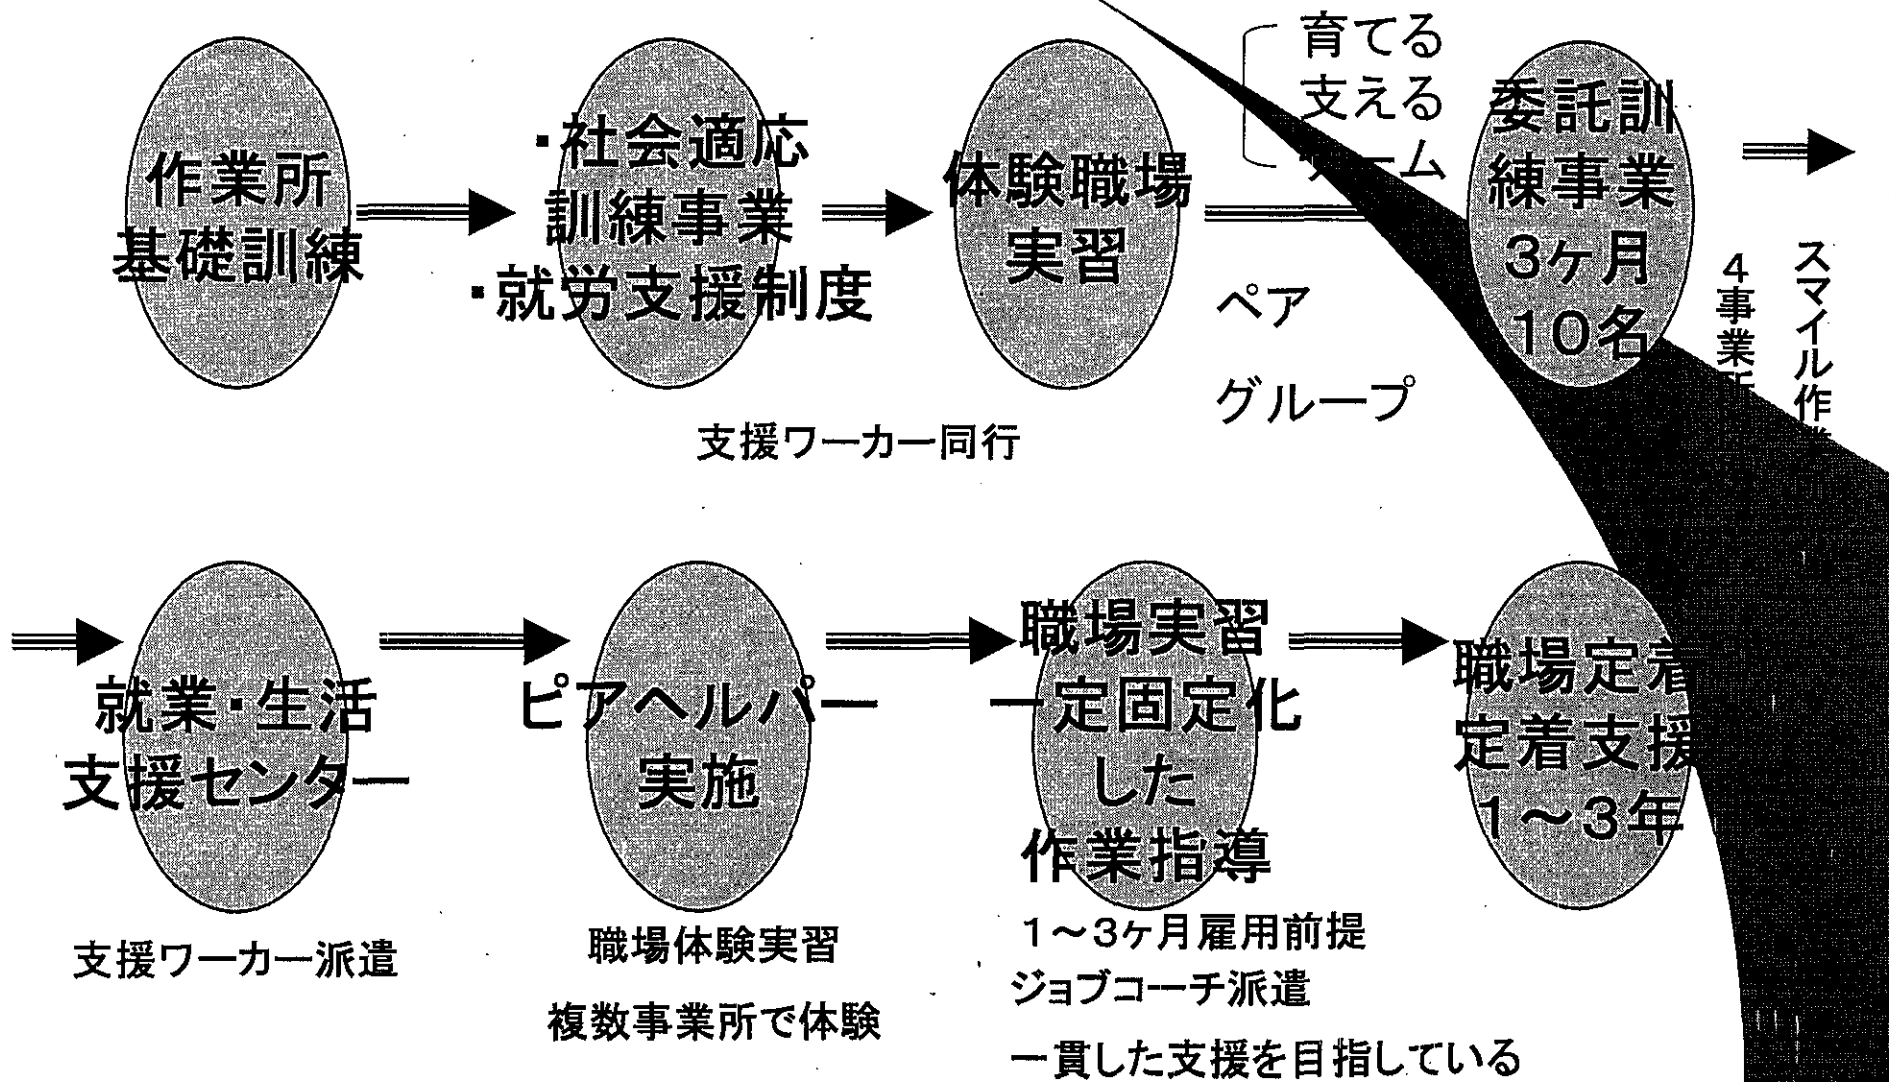 作業所
基礎訓練
・社会適応
訓練事業
・就労支援制度
体験職場
実習
育てる
支える
チーム
委託訓
練事業
3ヶ月
10名
ペア
グループ
4事業所
スマイル作業
支援ワーカー同行
就業・生活
支援センター
ピアヘルパー
実施
職場実習
一定固定化
した
作業指導
職場定着
定着支援
1～3年
支援ワーカー派遣
職場体験実習
複数事業所で体験
1～3ヶ月雇用前提
ジョブコーチ派遣
一貫した支援を目指している